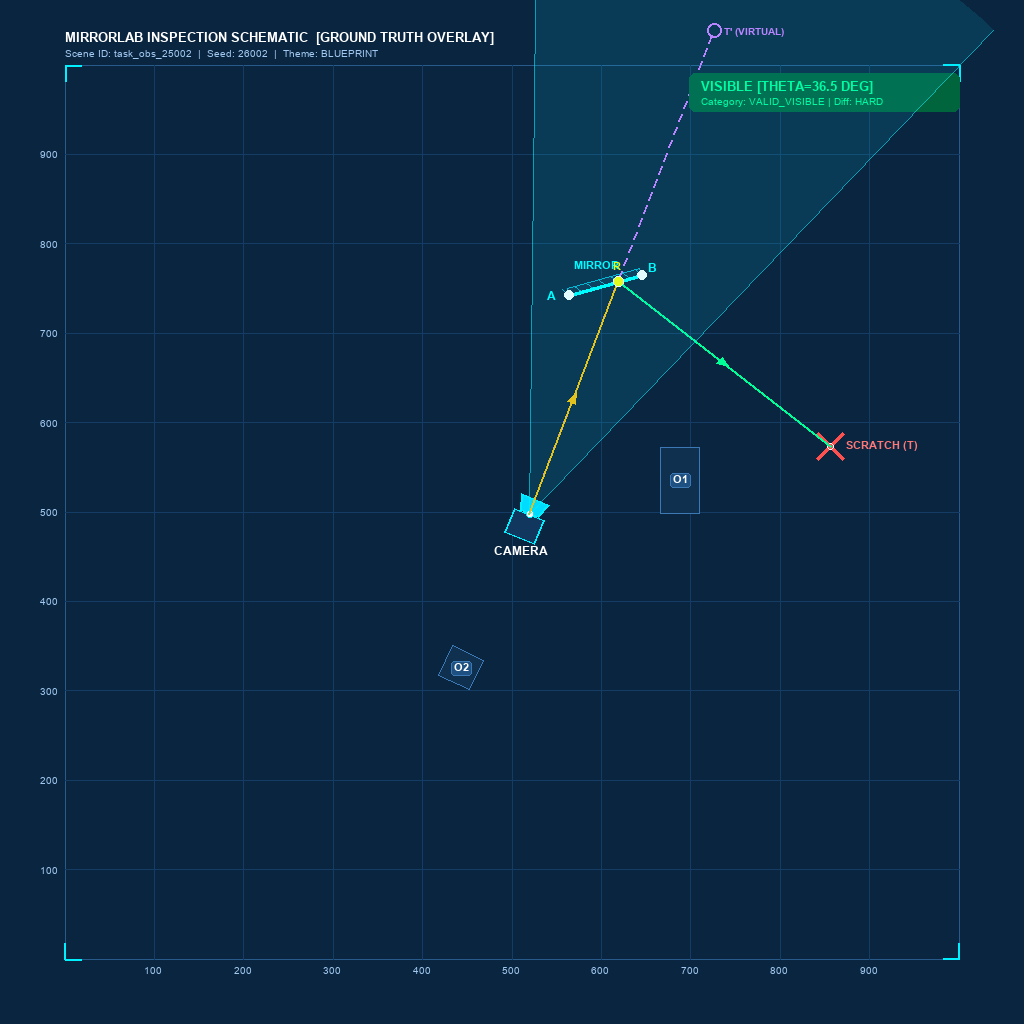 MIRRORLAB INSPECTION SCHEMATIC [GROUND TRUTH OVERLAY]
Scene ID: task_obs_25002 | Seed: 26002 | Theme: BLUEPRINT
T' (VIRTUAL)
VISIBLE [THETA=36.5 DEG]
Category: VALID_VISIBLE | Diff: HARD
900
800
MIRROR
R
B
A
700
600
SCRATCH (T)
O1
500
CAMERA
400
O2
300
200
100
100 200 300 400 500 600 700 800 900